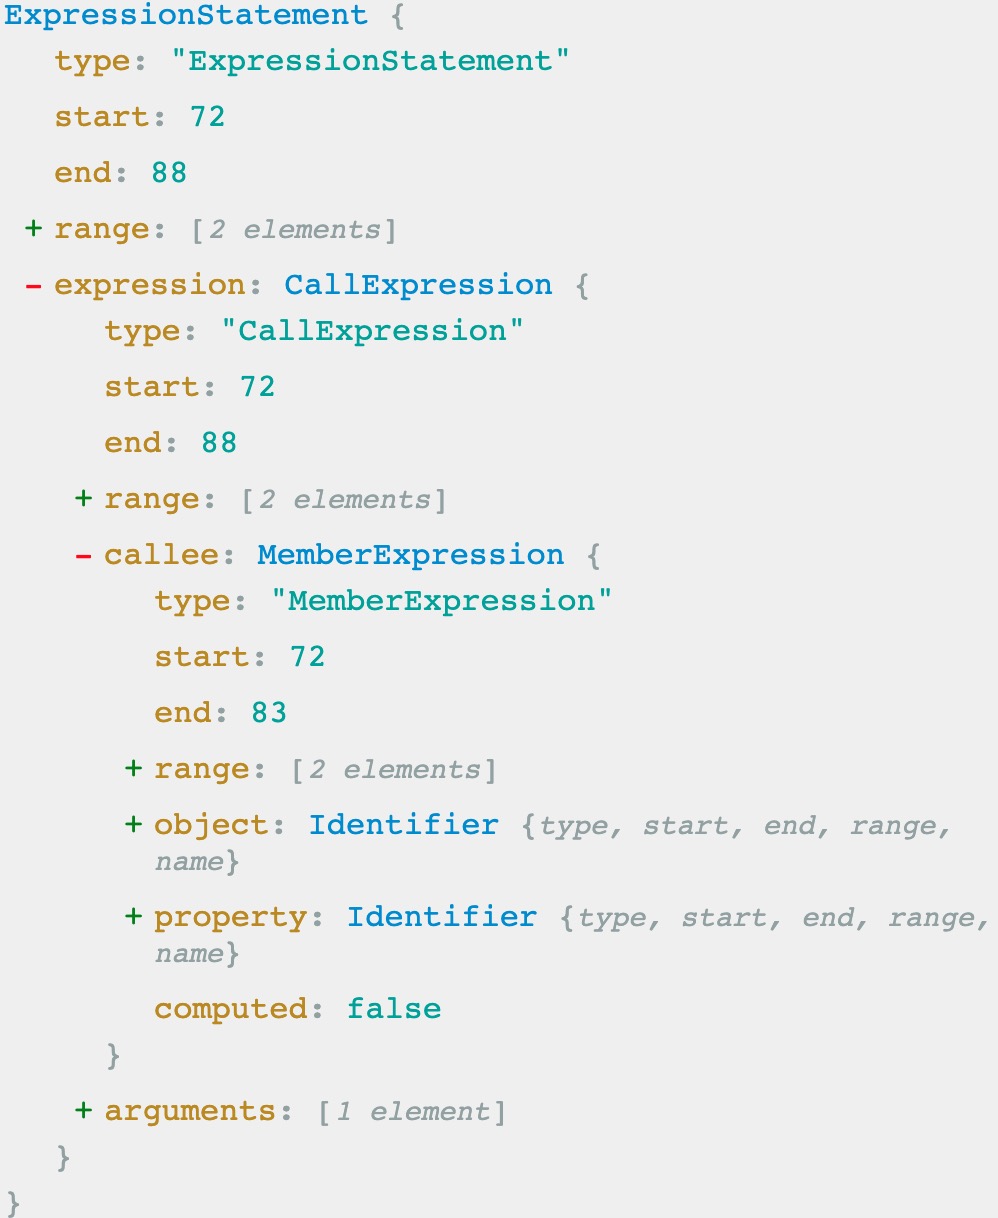 ExpressionStatement {
type: "ExpressionStatement"
start: 72
end: 88
+ range: [2 elements]
- expression: CallExpression {
type: "CallExpression"
start: 72
end: 88
+ range: [2 elements]
- callee: MemberExpression {
type: "MemberExpression"
start: 72
end: 83
+ range: [2 elements]
+ object: Identifier {type, start, end, range,
name}
+ property: Identifier {type, start, end, range,
name}
computed: false
}
+ arguments: [1 element]
}
}